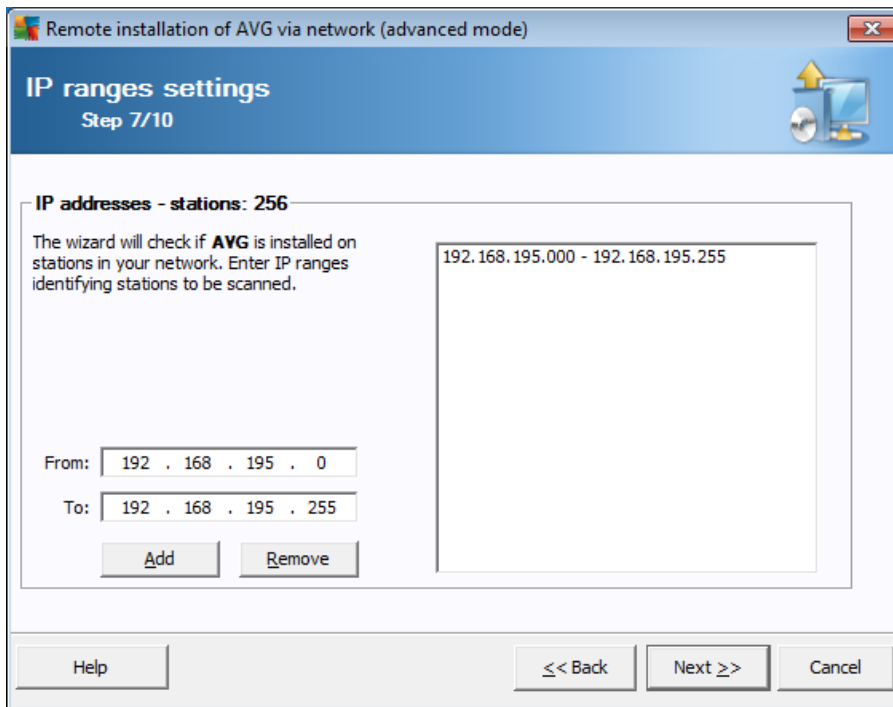 Remote installation of AVG via network (advanced mode)
IP ranges settings
Step 7/10
IP addresses - stations: 256
The wizard will check if AVG is installed on
stations in your network. Enter IP ranges
identifying stations to be scanned.
192.168.195.000 - 192.168.195.255
From: 192 . 168 . 195 . 0
To: 192 . 168 . 195 . 255
Add Remove
Help << Back Next >> Cancel